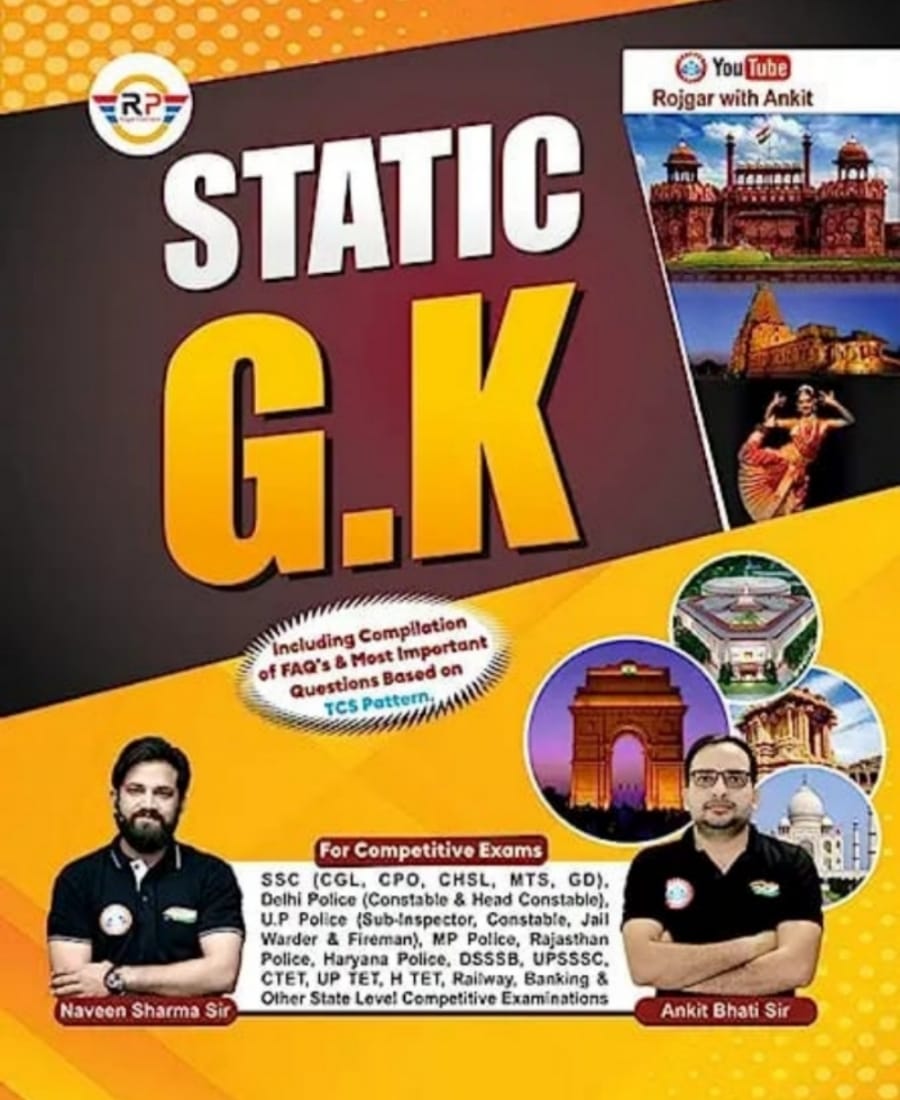 RP
YouTube
Rojgar with Ankit
STATIC
G.K
Including Compilation
of FAQ's & Most Important
Questions Based on
TCS Pattern.
For Competitive Exams
SSC (CGL, CPO, CHSL, MTS, GD),
Delhi Police (Constable & Head Constable),
U.P Police (Sub-Inspector, Constable, Jail
Warder & Fireman), MP Police, Rajasthan
Police, Haryana Police, DSSSB, UPSSSC,
CTET, UP TET, H TET, Railway, Banking &
Other State Level Competitive Examinations
Naveen Sharma Sir
Ankit Bhati Sir